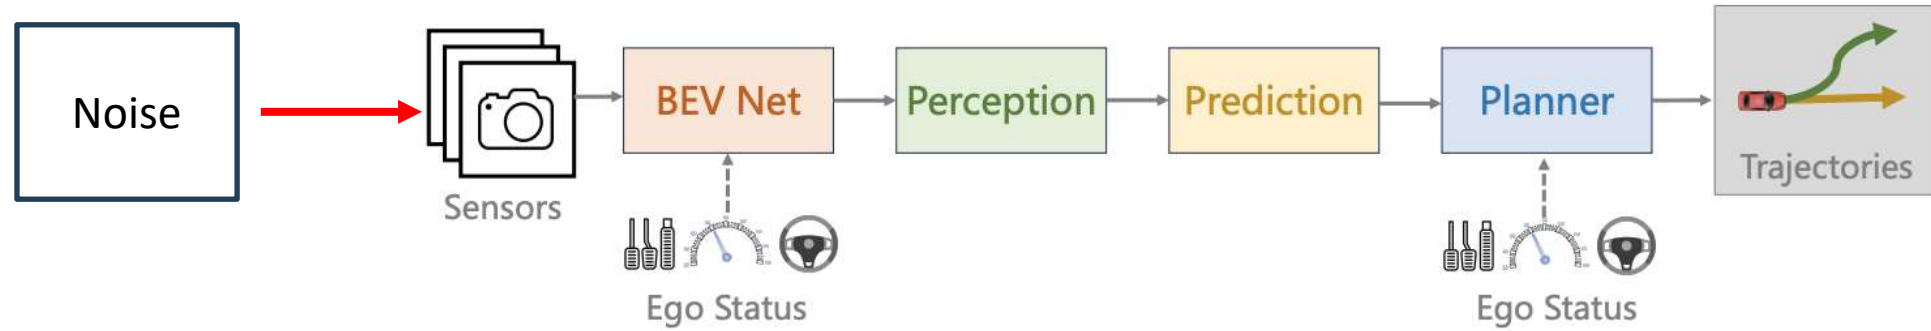 Noise
Sensors
BEV Net
Ego Status
Perception
Prediction
Planner
Ego Status
Trajectories